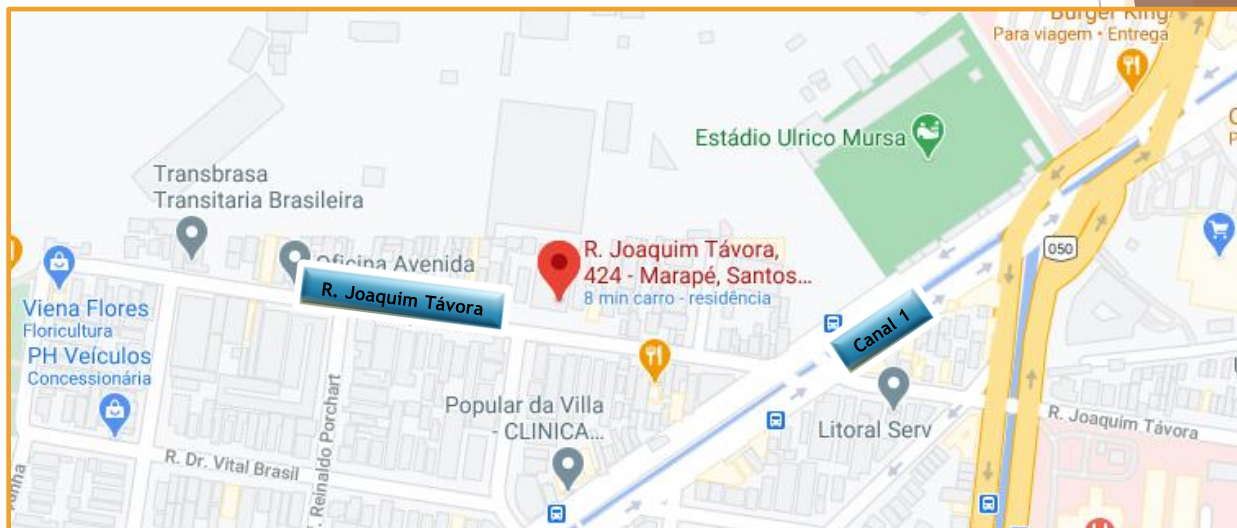 Burger King
Para viagem • Entrega
Estádio Ulrico Mursa
Transbrasa
Transitaria Brasileira
050
Oficina Avenida
R. Joaquim Távora,
424 - Marapé, Santos...
8 min carro - residência
R. Joaquim Távora
Viena Flores
Floricultura
PH Veículos
Concessionária
Canal 1
R. Reinaldo Porchart
Popular da Villa
- CLINICA...
Litoral Serv
R. Joaquim Távora
R. Dr. Vital Brasil